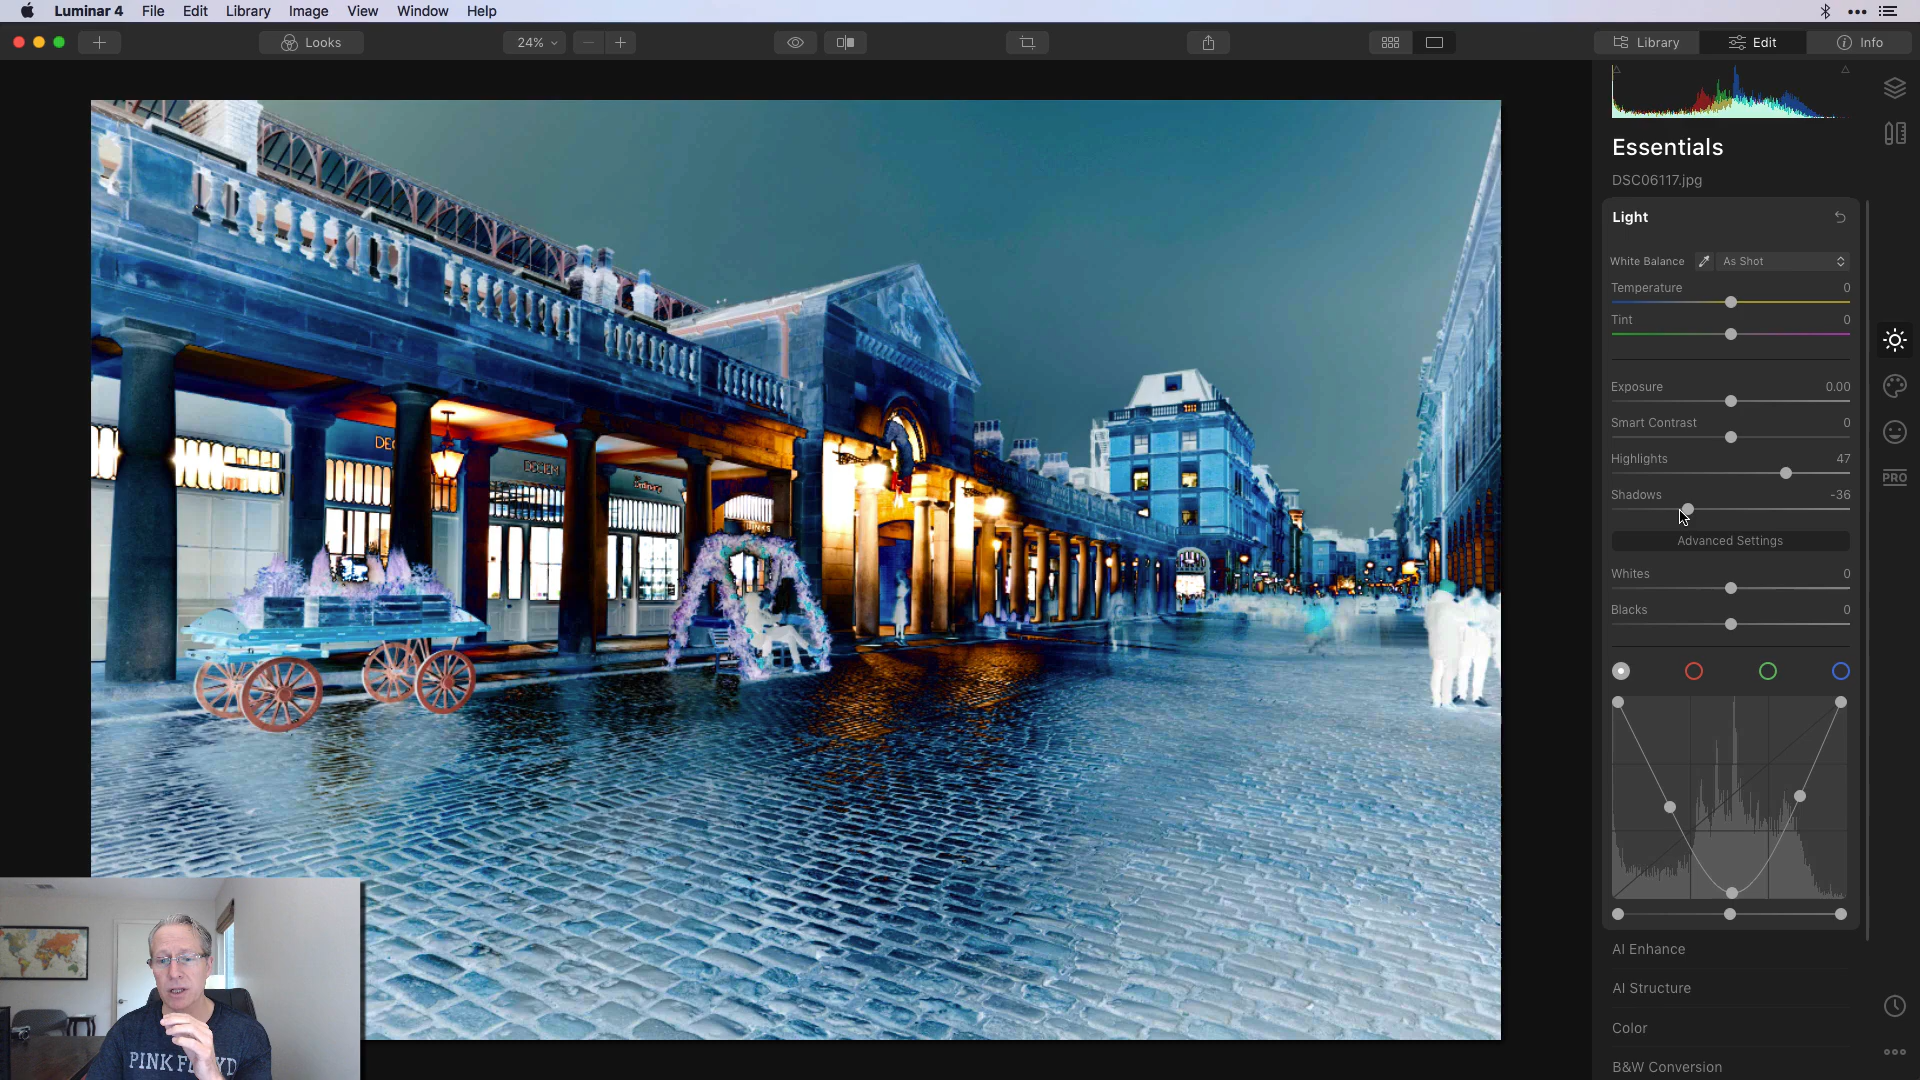 Luminar 4 File Edit Library Image View Window Help
Looks 24% Library Edit Info
Essentials
DSC06117.jpg
Light
White Balance As Shot
Temperature 0
Tint 0
Exposure 0.00
Smart Contrast 0
Highlights 47
PRO
Shadows -36
Advanced Settings
Whites 0
Blacks 0
AI Enhance
AI Structure
Color
B&W Conversion
DECIEM
PINK FLOYD